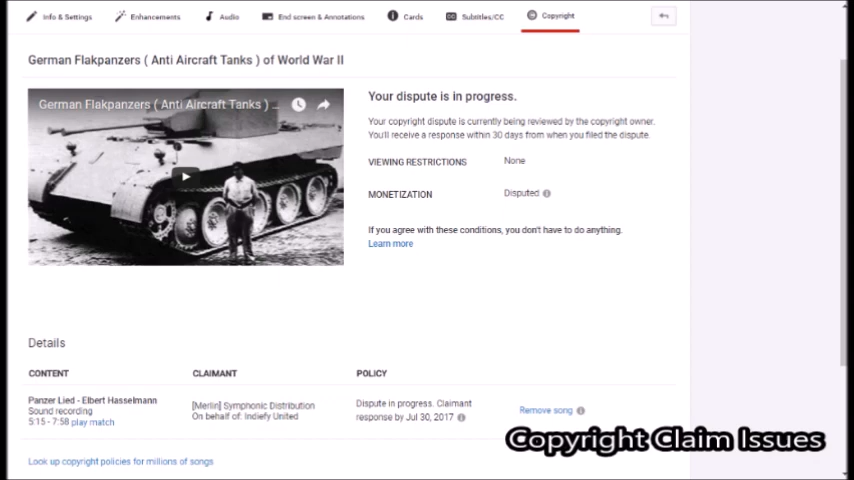 Info & Settings
Enhancements
Audio
End screen & Annotations
Cards
CC Subtitles/CC
Copyright
German Flakpanzers ( Anti Aircraft Tanks ) of World War II
German Flakpanzers ( Anti Aircraft Tanks ) ...
Your dispute is in progress.
Your copyright dispute is currently being reviewed by the copyright owner.
You'll receive a response within 30 days from when you filed the dispute.
VIEWING RESTRICTIONS None
MONETIZATION Disputed
If you agree with these conditions, you don't have to do anything.
Learn more
Details
CONTENT CLAIMANT POLICY
Panzer Lied - Elbert Hasselmann
Sound recording
5:15 - 7:58 play match
[Merlin] Symphonic Distribution
On behalf of: Indiefy United
Dispute in progress. Claimant
response by Jul 30, 2017
Remove song
Copyright Claim Issues
Look up copyright policies for millions of songs